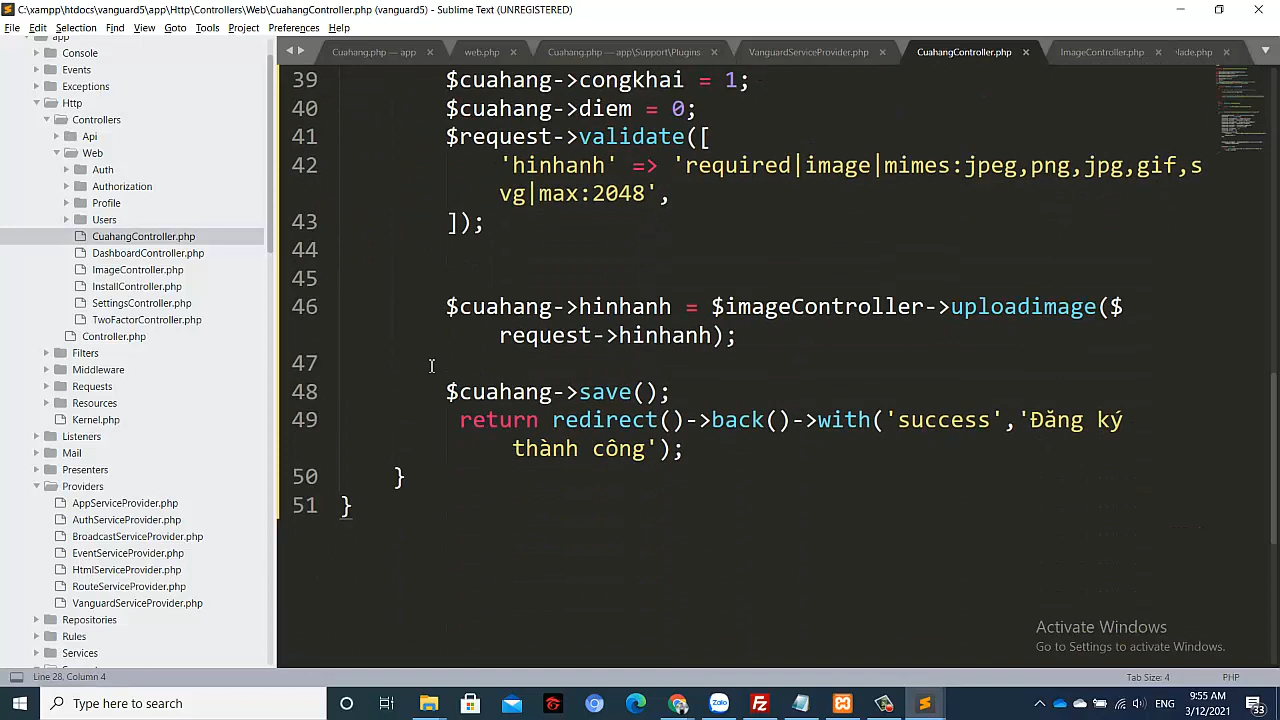 C:\xampp\htdocs\vanguard5\app\Http\Controllers\Web\CuahangController.php (vanguard5) - Sublime Text (UNREGISTERED)
File Edit Selection Find View Goto Tools Project Preferences Help
Cuahang.php — app
web.php
Cuahang.php — app\Support\Plugins
VanguardServiceProvider.php
CuahangController.php
ImageController.php
lade.php
app
Console
Events
Exceptions
Http
Controllers
Api
Web
Auth
Authorization
Profile
Users
CuahangController.php
DashboardController.php
ImageController.php
InstallController.php
SettingsController.php
TwoFactorController.php
Controller.php
Filters
Middleware
Requests
Resources
Kernel.php
Listeners
Mail
Presenters
Providers
AppServiceProvider.php
AuthServiceProvider.php
BroadcastServiceProvider.php
EventServiceProvider.php
HtmlServiceProvider.php
RouteServiceProvider.php
VanguardServiceProvider.php
Repositories
Rules
Services
39 $cuahang->congkhai = 1;
40 $cuahang->diem = 0;
41 $request->validate([
42 'hinhanh' => 'required|image|mimes:jpeg,png,jpg,gif,s
vg|max:2048',
43 ]);
44
45
46 $cuahang->hinhanh = $imageController->uploadimage($
request->hinhanh);
47
48 $cuahang->save();
49 return redirect()->back()->with('success','Đăng ký
thành công');
50 }
51 }
Activate Windows
Go to Settings to activate Windows.
Line 28, Column 4
Tab Size: 4
PHP
Type here to search
ENG
9:55 AM
3/12/2021
33